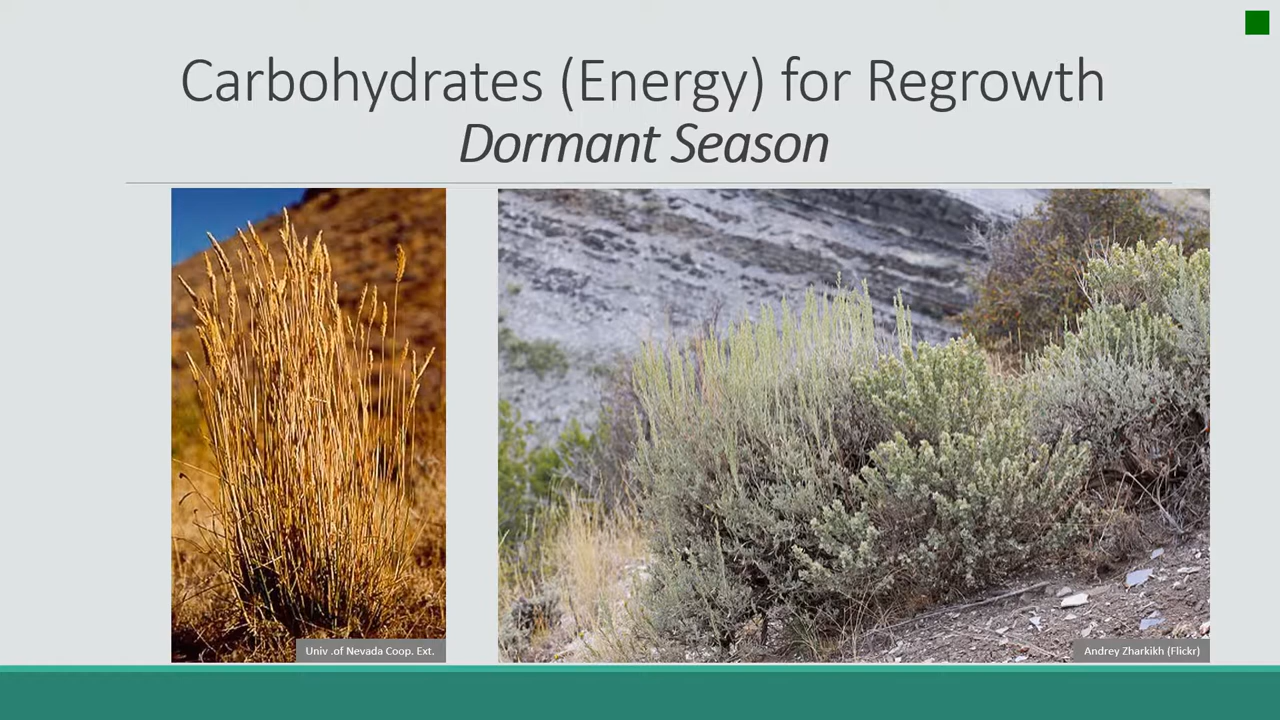 Carbohydrates (Energy) for Regrowth
Dormant Season
Univ .of Nevada Coop. Ext.
Andrey Zharkikh (Flickr)